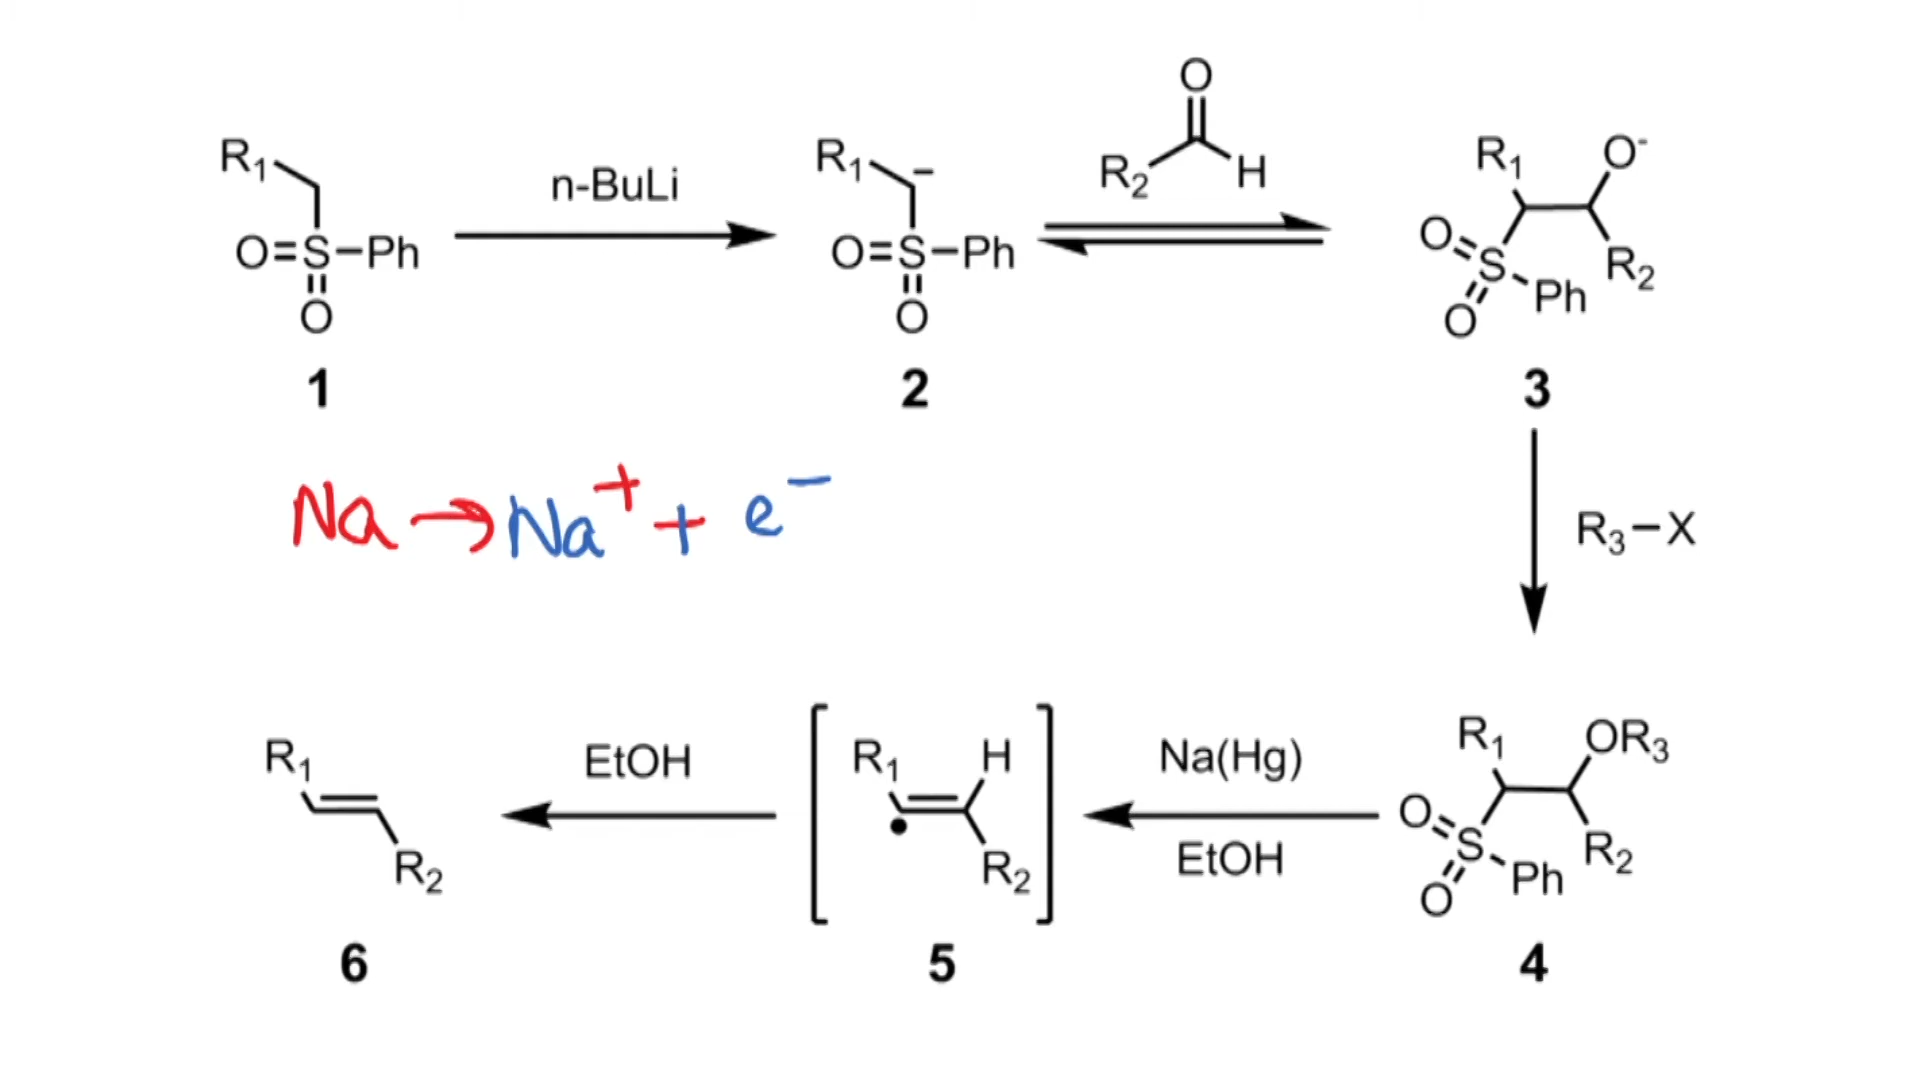 O
R₁ R₁ – R₁ O⁻
n-BuLi R₂ H
O=S–Ph O=S–Ph O S R₂
O O O Ph
1 2 3
Na → Na⁺ + e⁻
R₃–X
R₁ EtOH R₁ H Na(Hg) R₁ OR₃
R₂ R₂ EtOH O S R₂
O Ph
6 5 4